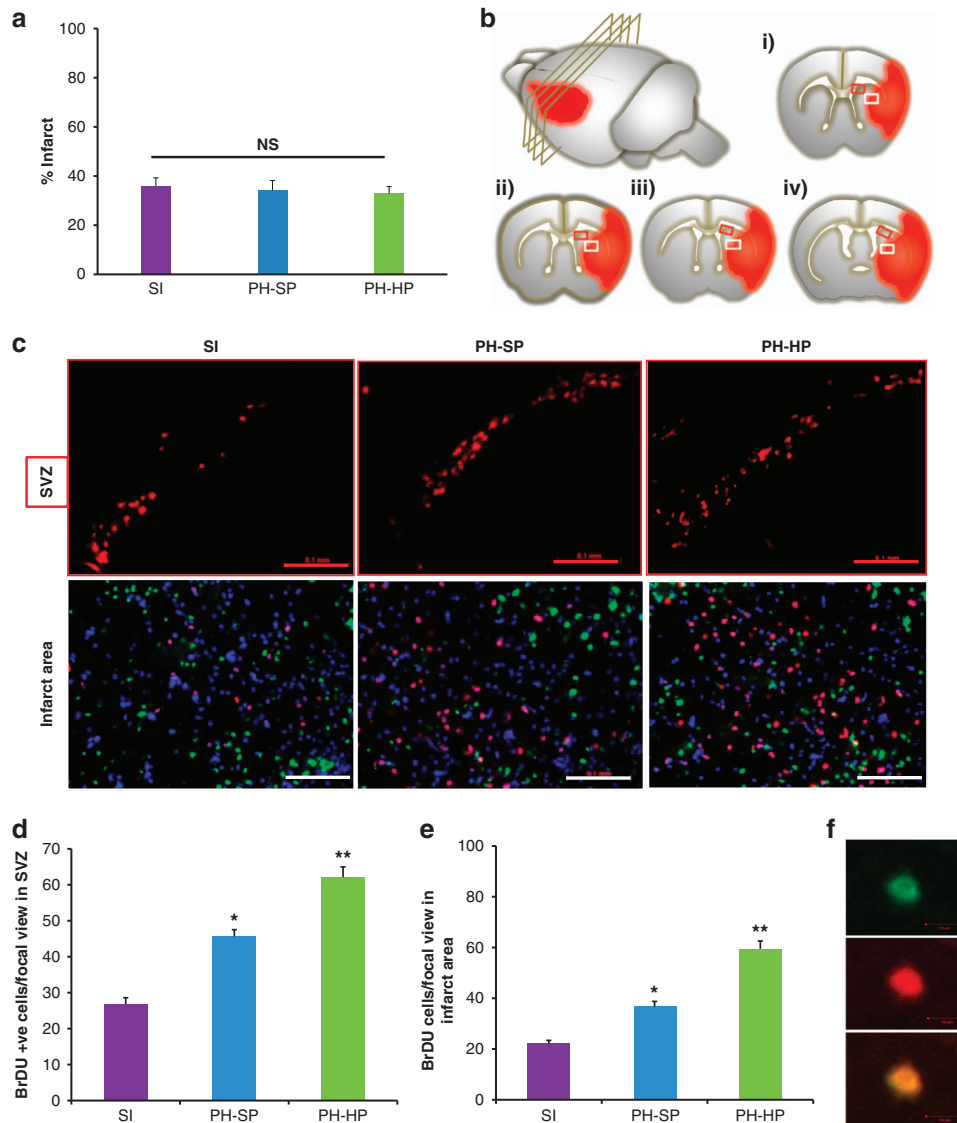 a
100
80
60
40
20
0
% Infarct
NS
SI PH-SP PH-HP
b
i)
ii) iii) iv)
c
SI PH-SP PH-HP
SVZ
0.1 mm 0.1 mm 0.1 mm
Infarct area
0.1 mm
d
70
60
50
40
30
20
10
0
BrDU +ve cells/focal view in SVZ
*
**
SI PH-SP PH-HP
e
100
80
60
40
20
0
BrDU cells/focal view in
infarct area
*
**
SI PH-SP PH-HP
f